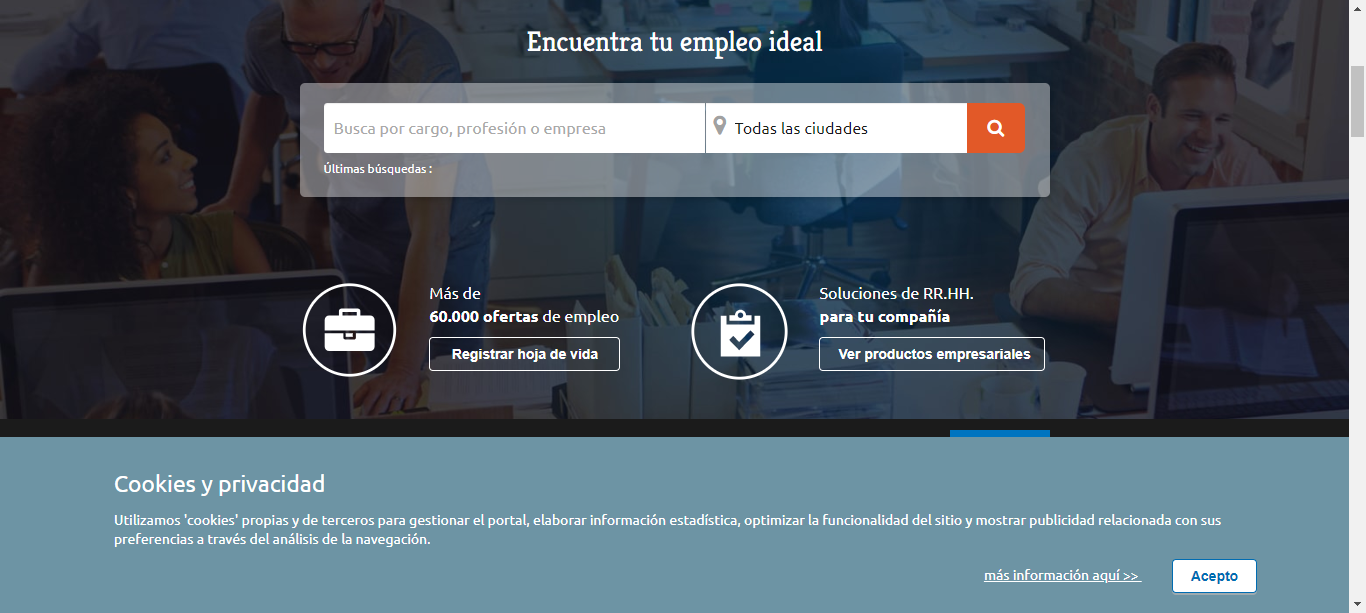 Encuentra tu empleo ideal
Busca por cargo, profesión o empresa
Todas las ciudades
Últimas búsquedas :
Más de
60.000 ofertas de empleo
Registrar hoja de vida
Soluciones de RR.HH.
para tu compañía
Ver productos empresariales
Cookies y privacidad
Utilizamos 'cookies' propias y de terceros para gestionar el portal, elaborar información estadística, optimizar la funcionalidad del sitio y mostrar publicidad relacionada con sus
preferencias a través del análisis de la navegación.
más información aquí >>
Acepto